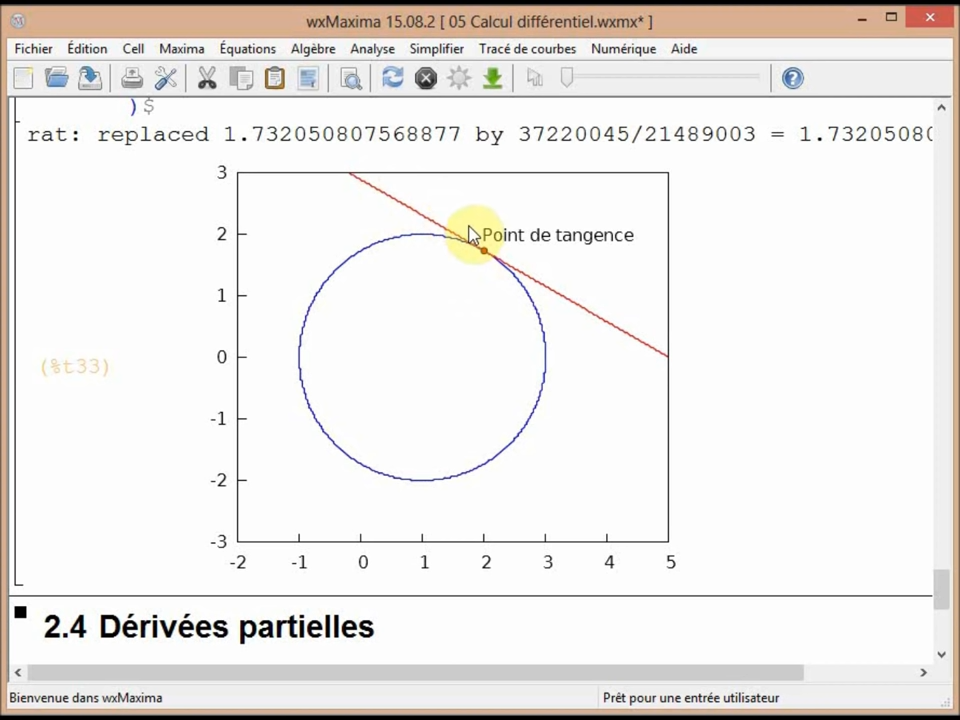 wxMaxima 15.08.2 [ 05 Calcul différentiel.wxmx* ]
Fichier Édition Cell Maxima Équations Algèbre Analyse Simplifier Tracé de courbes Numérique Aide
)$
rat: replaced 1.732050807568877 by 37220045/21489003 = 1.7320508
3
2
Point de tangence
1
0
(%t33)
-1
-2
-3
-2 -1 0 1 2 3 4 5
2.4 Dérivées partielles
Bienvenue dans wxMaxima Prêt pour une entrée utilisateur